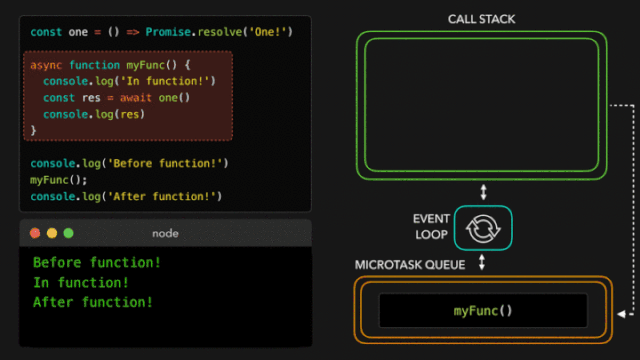 const one = () => Promise.resolve('One!')
async function myFunc() {
console.log('In function!')
const res = await one()
console.log(res)
}
console.log('Before function!')
myFunc();
console.log('After function!')
node
Before function!
In function!
After function!
CALL STACK
EVENT
LOOP
MICROTASK QUEUE
myFunc()